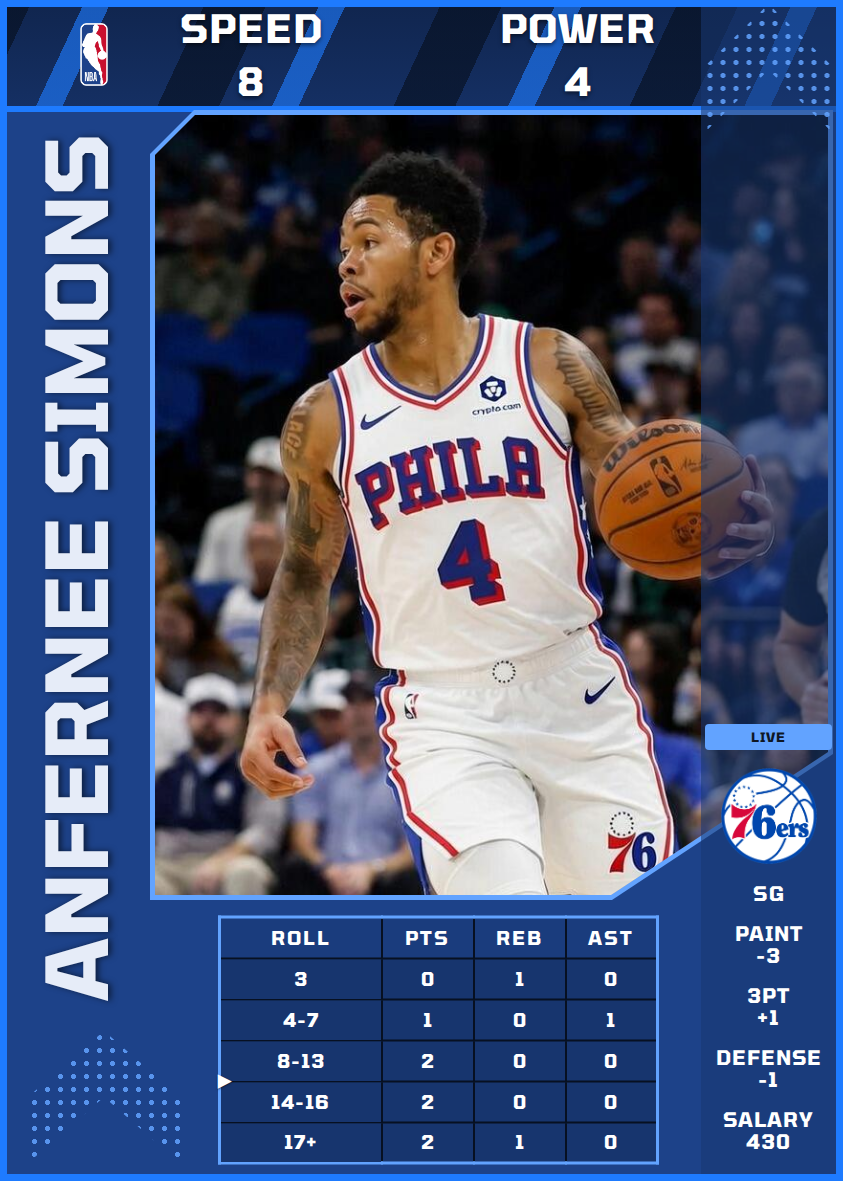 SPEED
8
POWER
4
NBA
ANFERNEE SIMONS
crypto.com
PHILA
4
Wilson
76
LIVE
76ers
SG
PAINT
-3
3PT
+1
DEFENSE
-1
SALARY
430
ROLL PTS REB AST
3 0 1 0
4-7 1 0 1
8-13 2 0 0
14-16 2 0 0
17+ 2 1 0